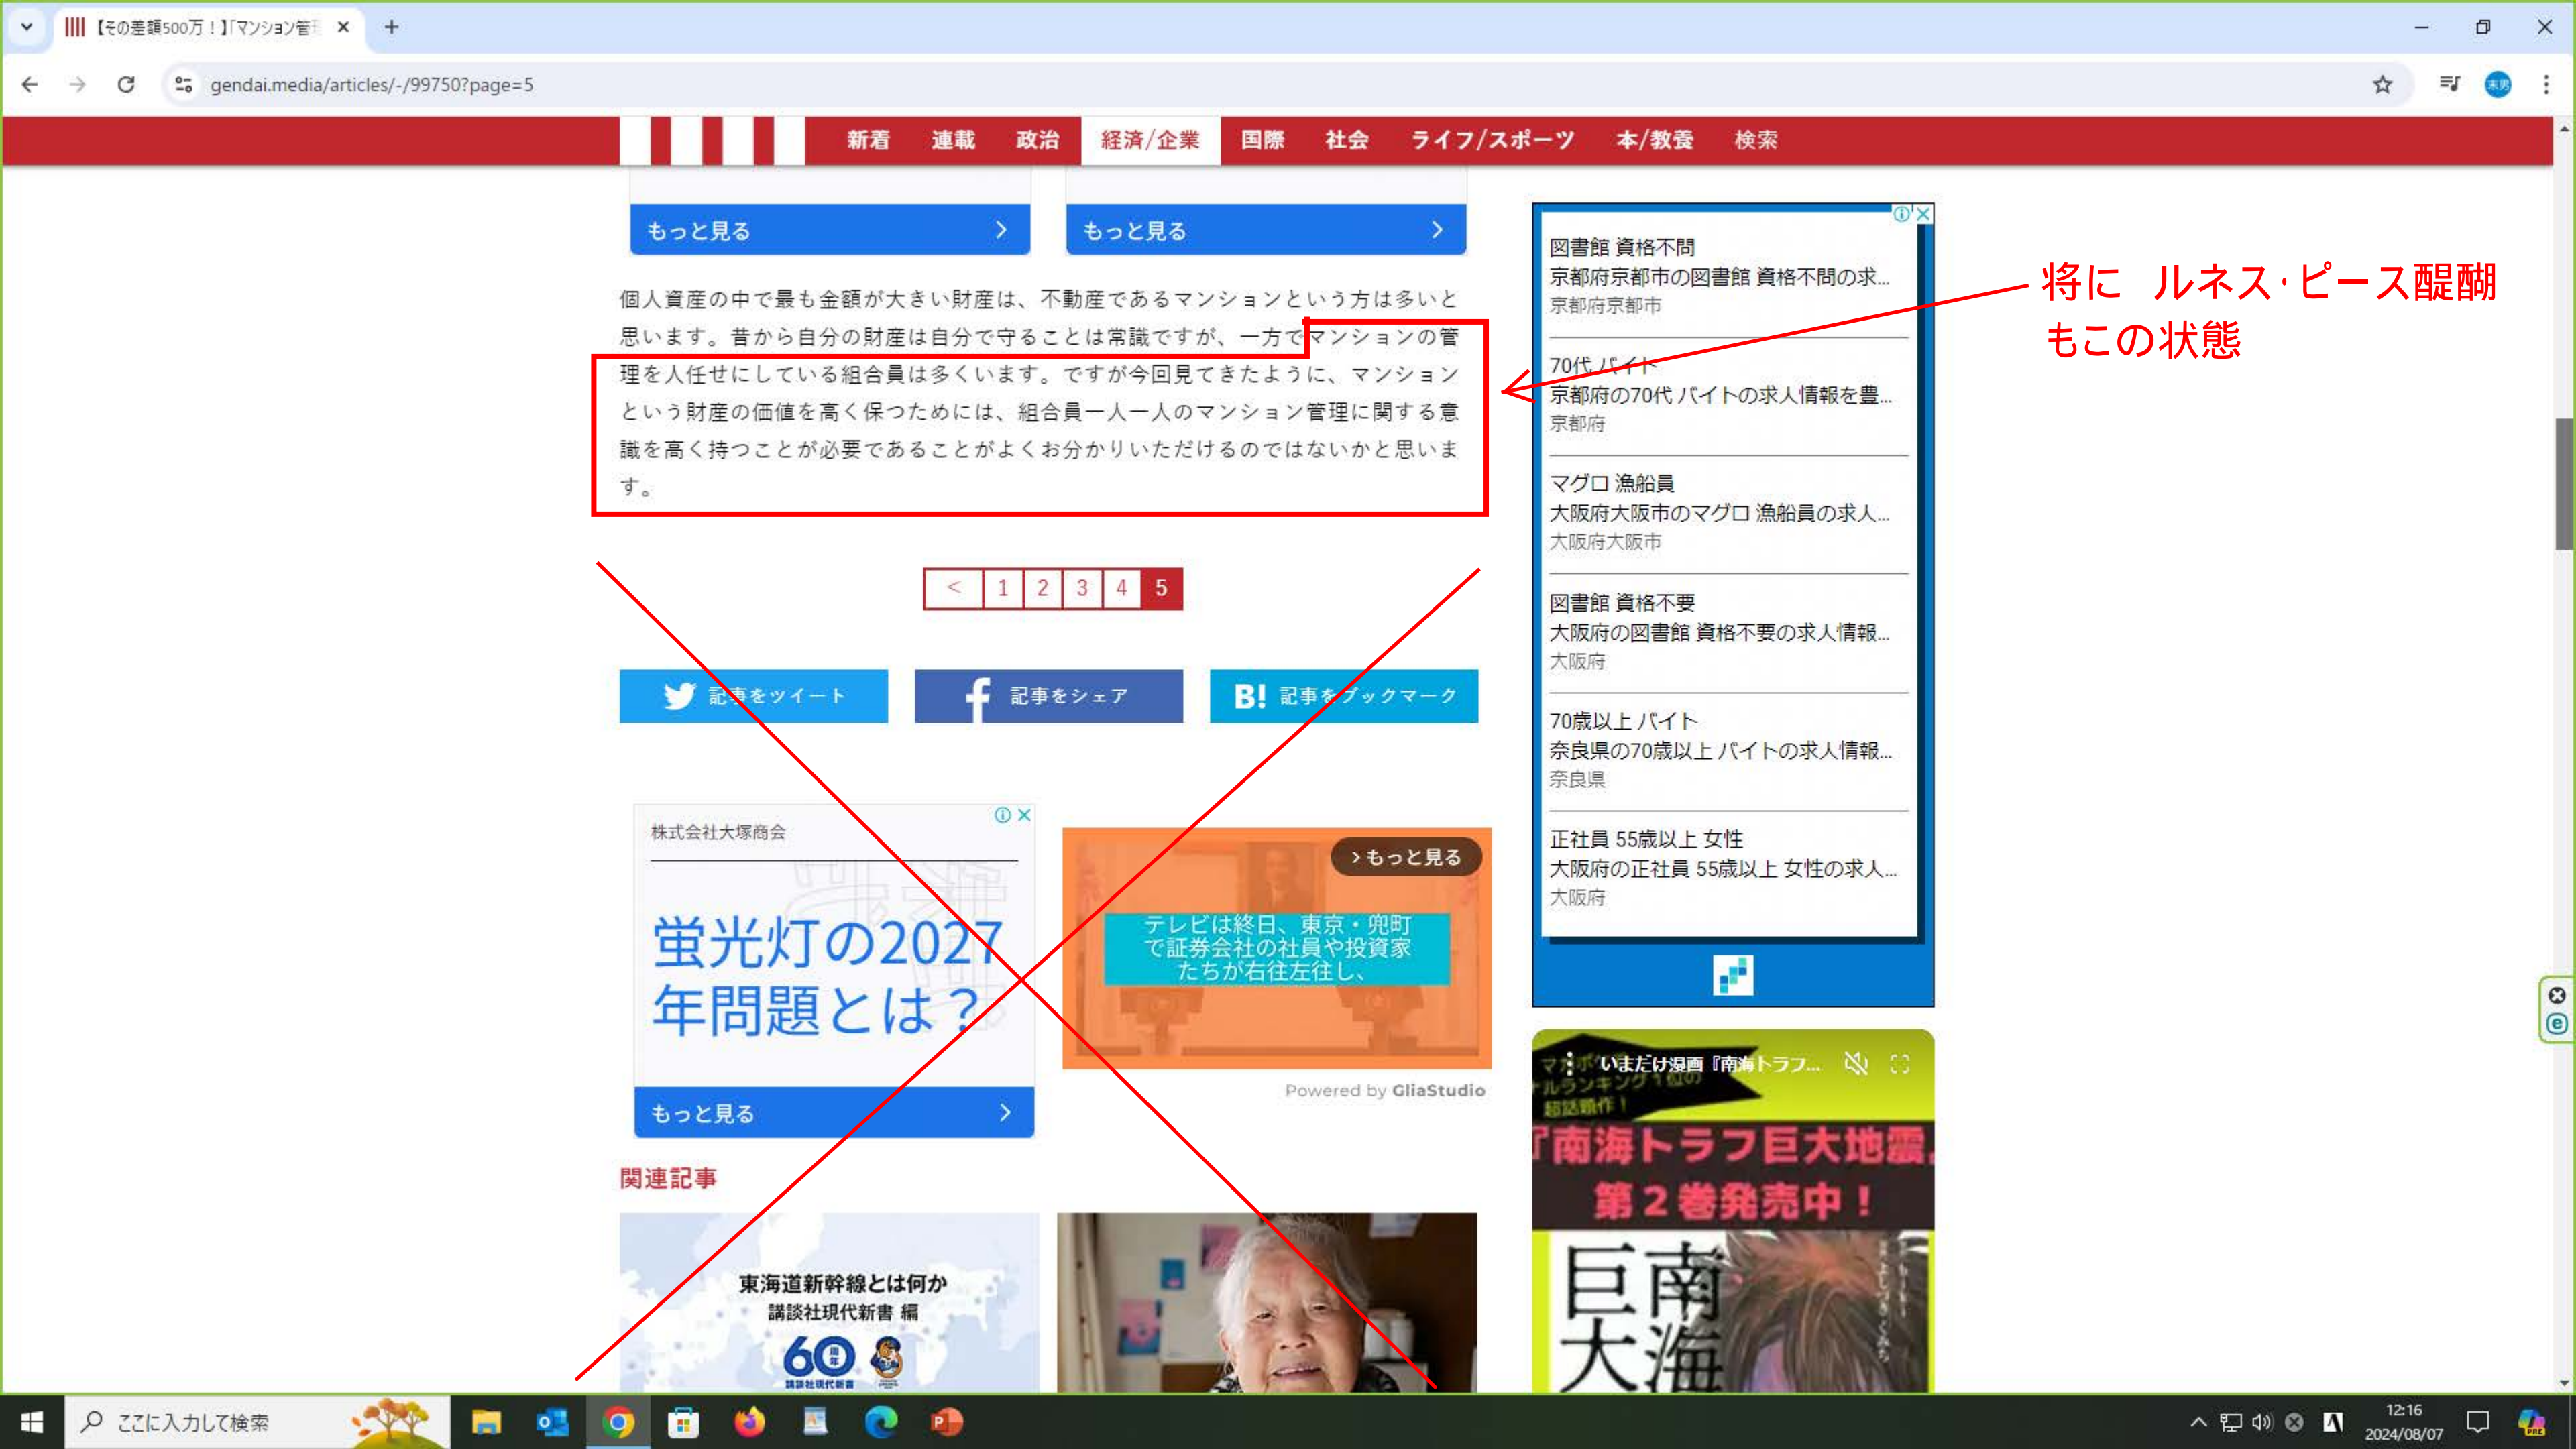 【その差額500万！】「マンション管
gendai.media/articles/-/99750?page=5
末男
新着 連載 政治 経済/企業 国際 社会 ライフ/スポーツ 本/教養 検索
もっと見る
もっと見る
個人資産の中で最も金額が大きい財産は、不動産であるマンションという方は多いと
思います。昔から自分の財産は自分で守ることは常識ですが、一方でマンションの管
理を人任せにしている組合員は多くいます。ですが今回見てきたように、マンション
という財産の価値を高く保つためには、組合員一人一人のマンション管理に関する意
識を高く持つことが必要であることがよくお分かりいただけるのではないかと思いま
す。
将に ルネス・ピース醍醐
もこの状態
< 1 2 3 4 5
記事をツイート
記事をシェア
B! 記事をブックマーク
株式会社大塚商会
蛍光灯の2027
年問題とは？
もっと見る
もっと見る
テレビは終日、東京・兜町
で証券会社の社員や投資家
たちが右往左往し、
Powered by GliaStudio
関連記事
東海道新幹線とは何か
講談社現代新書 編
60周年
講談社現代新書
図書館 資格不問
京都府京都市の図書館 資格不問の求...
京都府京都市
70代 バイト
京都府の70代 バイトの求人情報を豊...
京都府
マグロ 漁船員
大阪府大阪市のマグロ 漁船員の求人...
大阪府大阪市
図書館 資格不要
大阪府の図書館 資格不要の求人情報...
大阪府
70歳以上 バイト
奈良県の70歳以上 バイトの求人情報...
奈良県
正社員 55歳以上 女性
大阪府の正社員 55歳以上 女性の求人...
大阪府
いまだけ漫画『南海トラフ...
ルランキング1位の
超話題作！
『南海トラフ巨大地震』
第2巻発売中！
南海
巨大
ここに入力して検索
12:16
2024/08/07